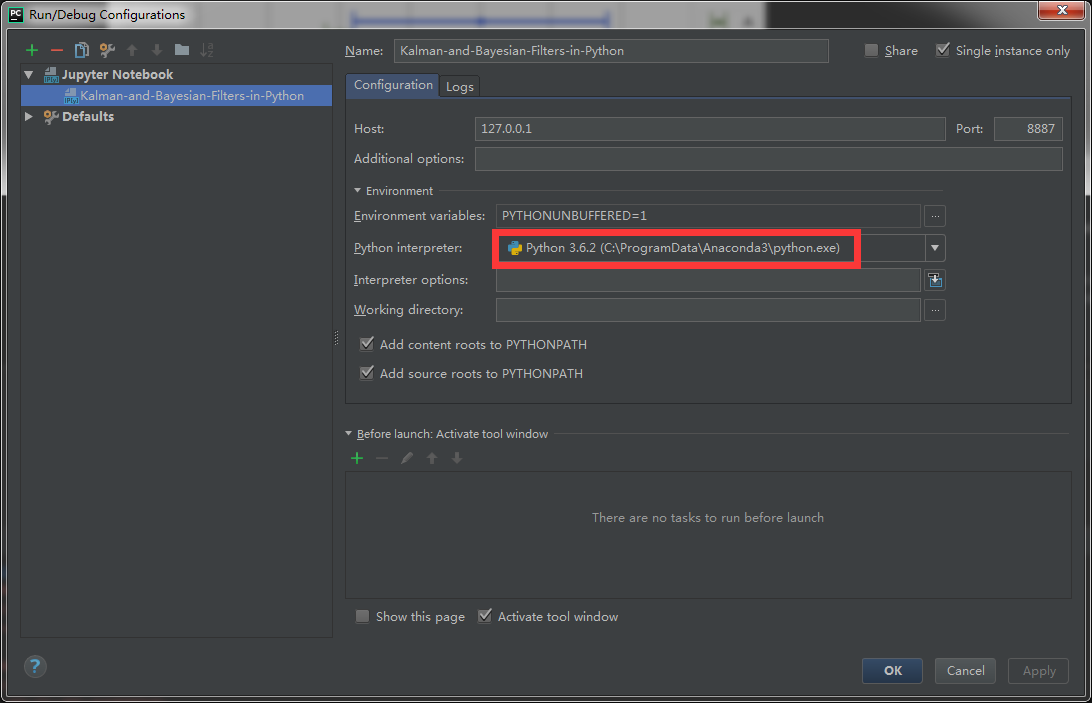 PC Run/Debug Configurations
Name: Kalman-and-Bayesian-Filters-in-Python Share Single instance only
Jupyter Notebook
Kalman-and-Bayesian-Filters-in-Python
Defaults
Configuration Logs
Host: 127.0.0.1 Port: 8887
Additional options:
Environment
Environment variables: PYTHONUNBUFFERED=1 ...
Python interpreter: Python 3.6.2 (C:\ProgramData\Anaconda3\python.exe)
Interpreter options:
Working directory: ...
Add content roots to PYTHONPATH
Add source roots to PYTHONPATH
Before launch: Activate tool window
There are no tasks to run before launch
Show this page Activate tool window
? OK Cancel Apply